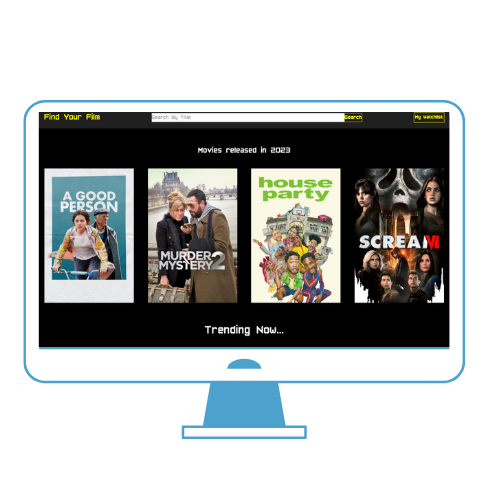 Find Your Film
Search By Title
Search
My Watchlist
Movies released in 2023
A GOOD
PERSON
MURDER
MYSTERY 2
house
party
SCREAM
Trending Now...